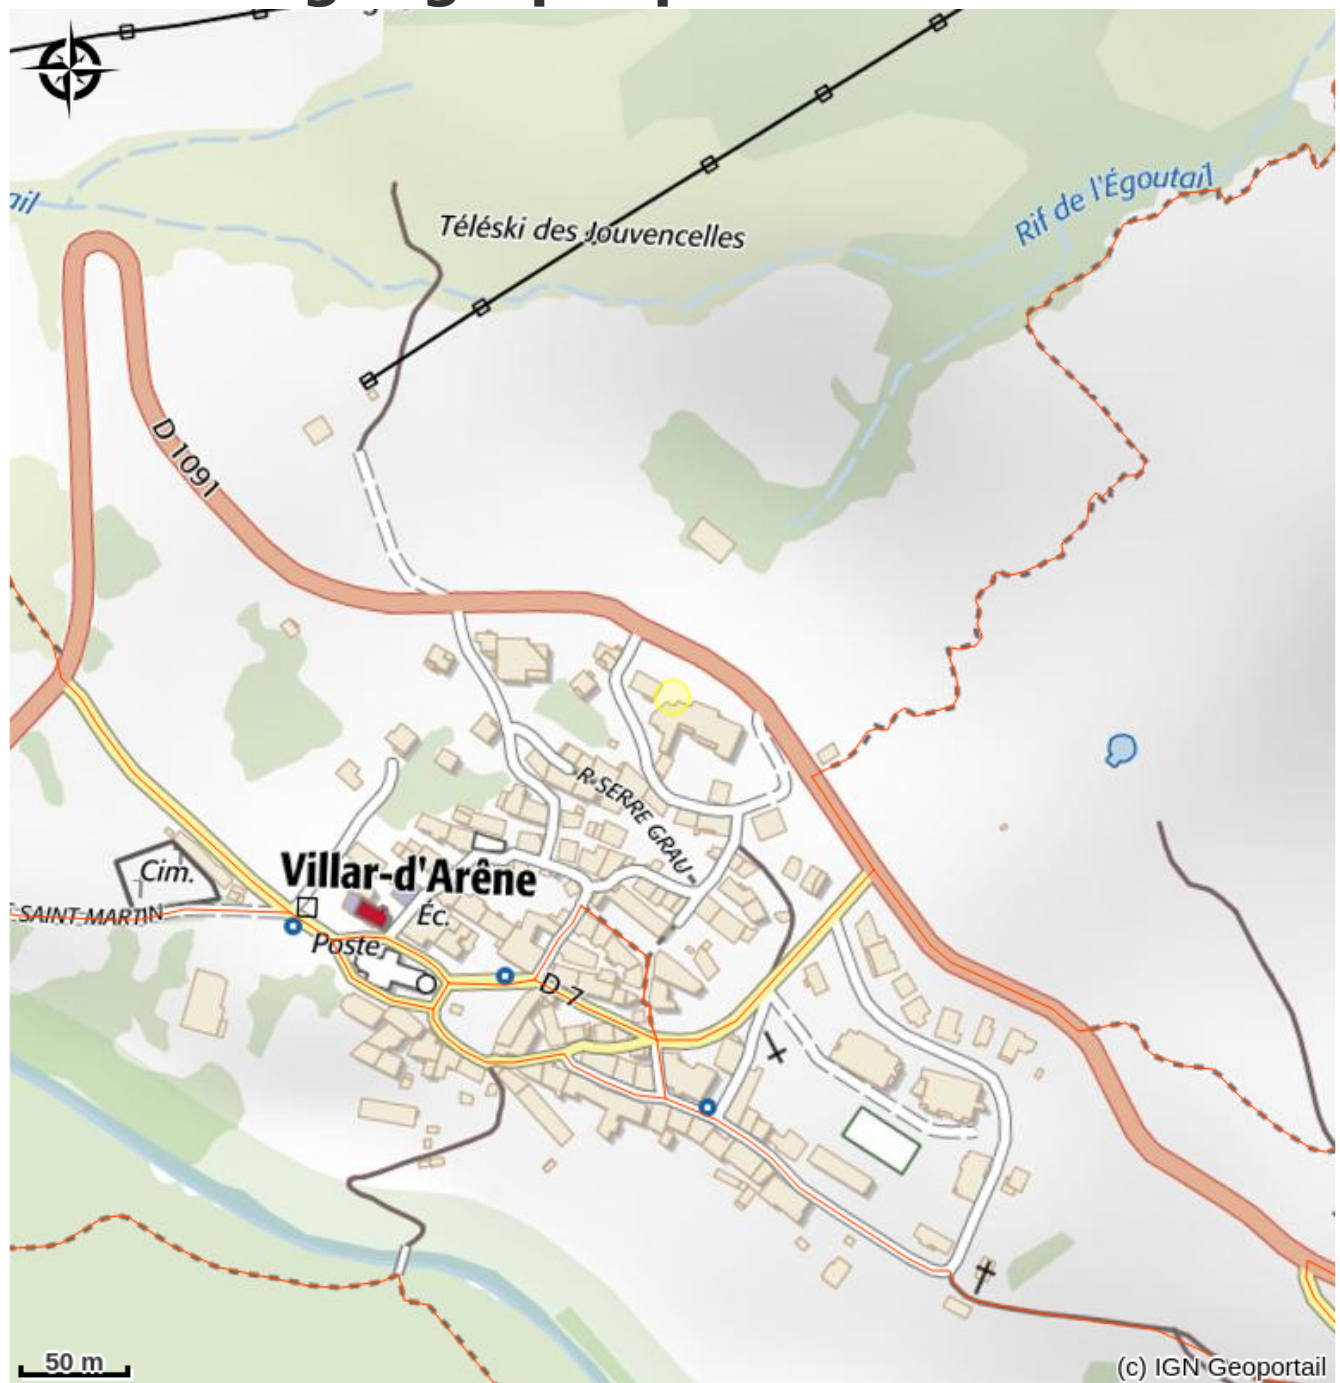 Téléski des Jouvencelles
Rif de l'Égoutail
ail
D 1091
R. SERRE GRAU
Villar-d'Arêne
Cim.
Éc.
SAINT MARTIN
Poste
D 7
50 m
(c) IGN Geoportail